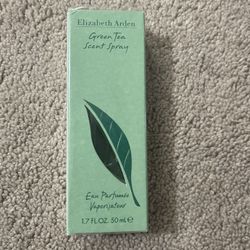 Elizabeth Arden
Green Tea
Scent Spray
Eau Parfumée
Vaporisateur
1.7 FL.OZ. 50 ml ℮